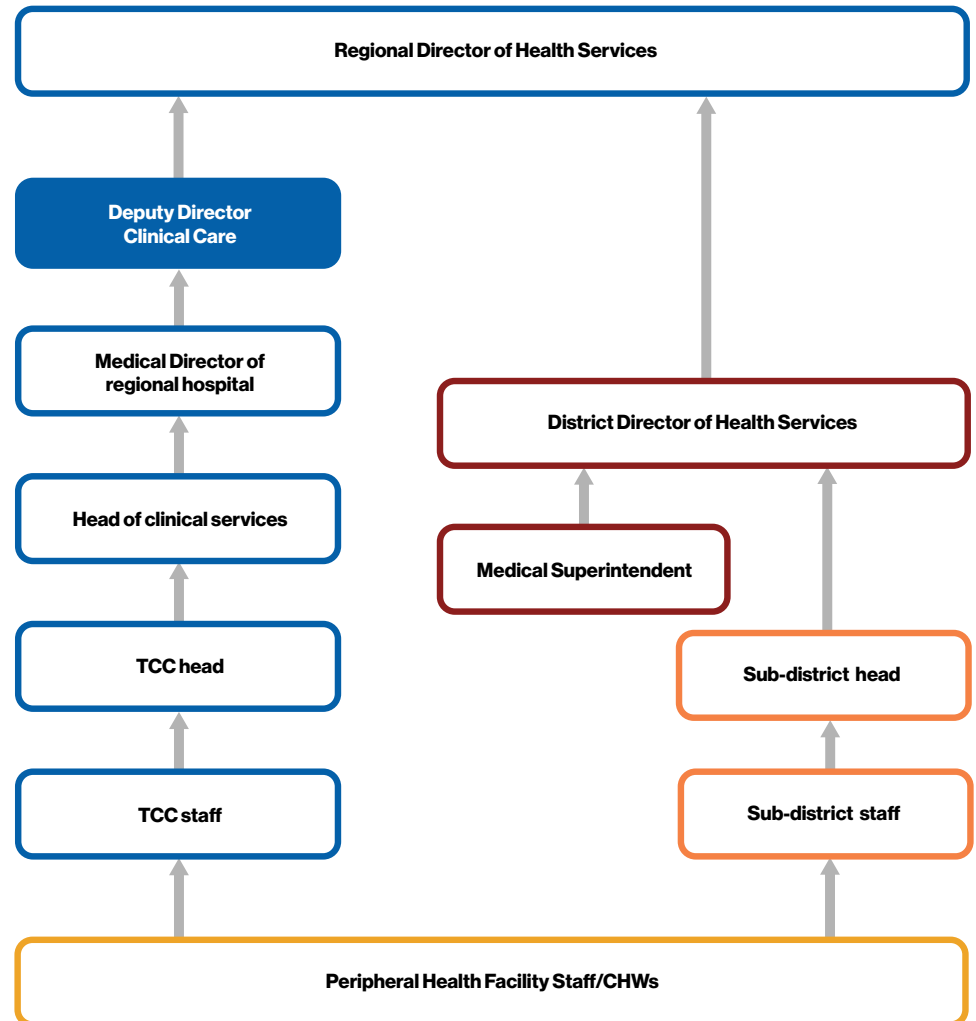 Regional Director of Health Services
Deputy Director
Clinical Care
Medical Director of
regional hospital
District Director of Health Services
Head of clinical services
Medical Superintendent
TCC head
Sub-district head
TCC staff
Sub-district staff
Peripheral Health Facility Staff/CHWs